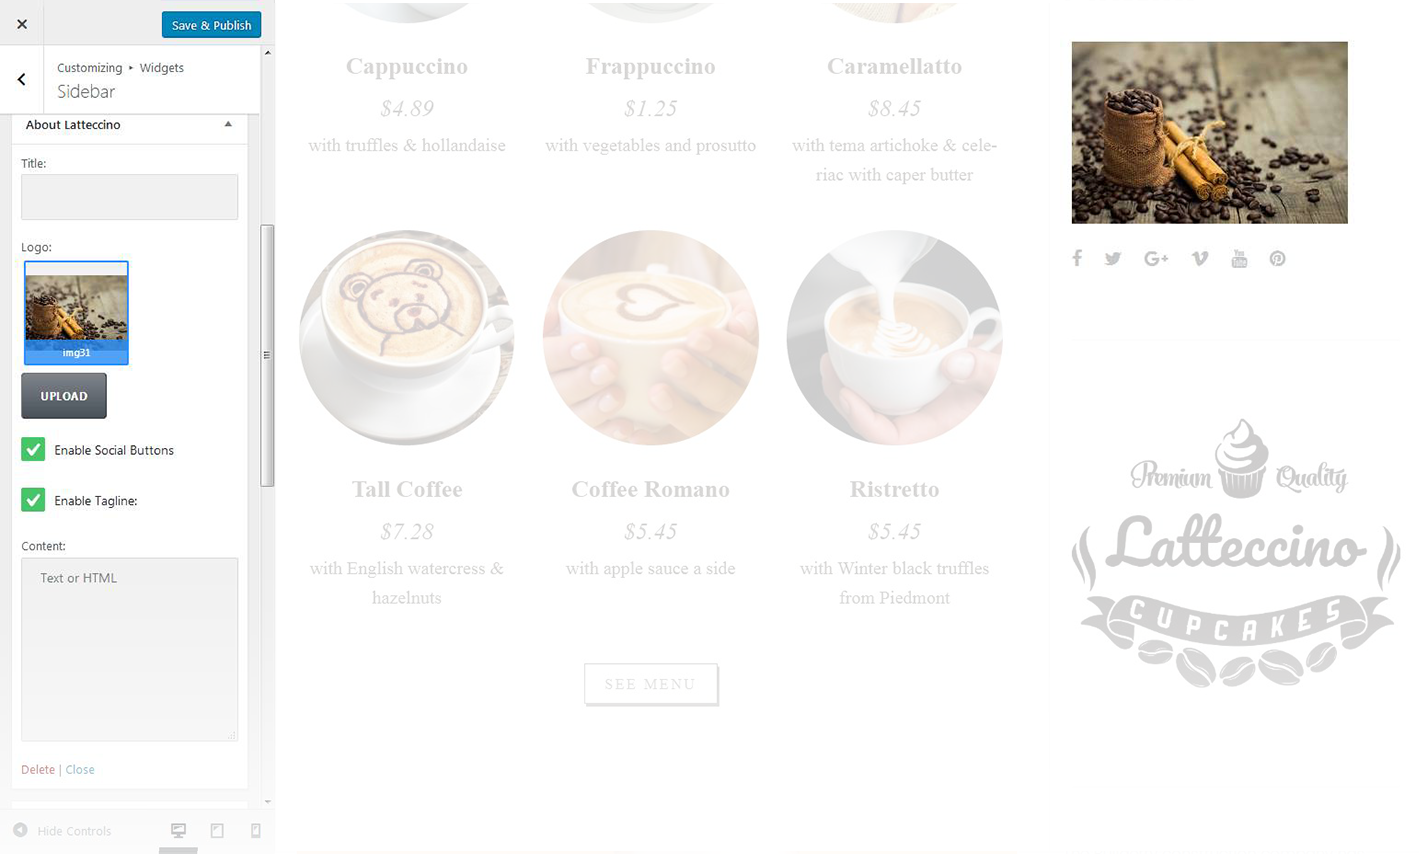 Save & Publish
Customizing ▸ Widgets
Sidebar
About Latteccino
Title:
Logo:
img31
UPLOAD
Enable Social Buttons
Enable Tagline:
Content:
Text or HTML
Delete | Close
Hide Controls
Cappuccino
$4.89
with truffles & hollandaise
Frappuccino
$1.25
with vegetables and prosutto
Caramellatto
$8.45
with tema artichoke & cele-
riac with caper butter
Tall Coffee
$7.28
with English watercress &
hazelnuts
Coffee Romano
$5.45
with apple sauce a side
Ristretto
$5.45
with Winter black truffles
from Piedmont
SEE MENU
You Tube
Premium Quality
Latteccino
CUPCAKES